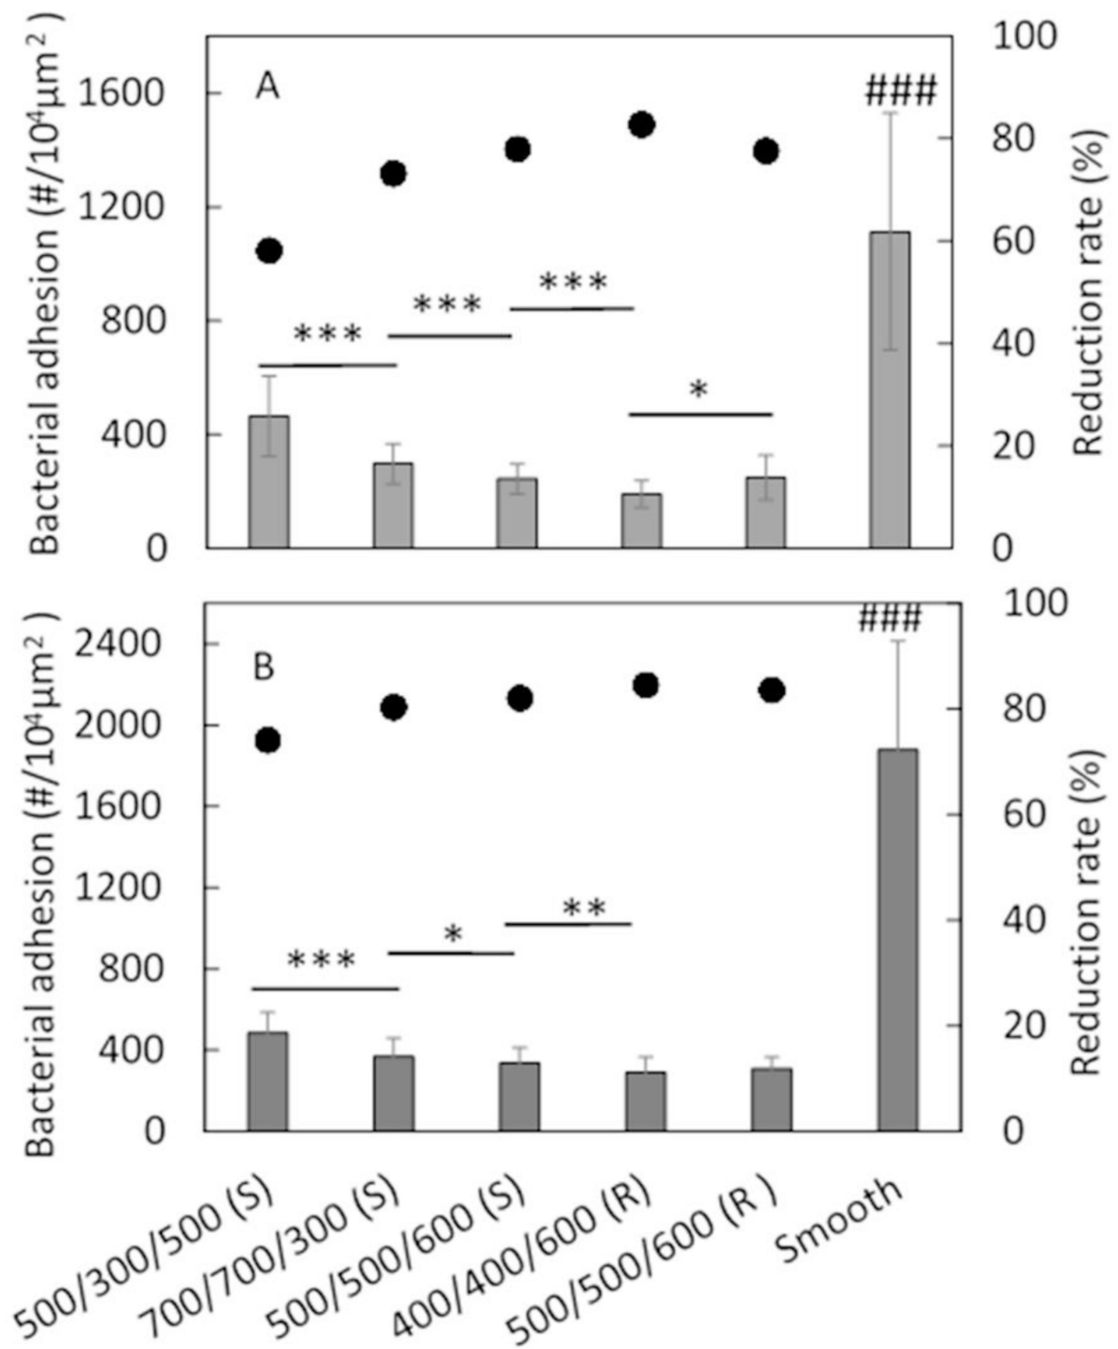 Bacterial adhesion (#/10⁴μm²)
1600
1200
800
400
0
A
***
***
***
*
###
100
80
60
40
20
0
Reduction rate (%)
Bacterial adhesion (#/10⁴μm² )
2400
2000
1600
1200
800
400
0
B
***
*
**
###
100
80
60
40
20
0
Reduction rate (%)
500/300/500 (S)
700/700/300 (S)
500/500/600 (S)
400/400/600 (R)
500/500/600 (R )
Smooth